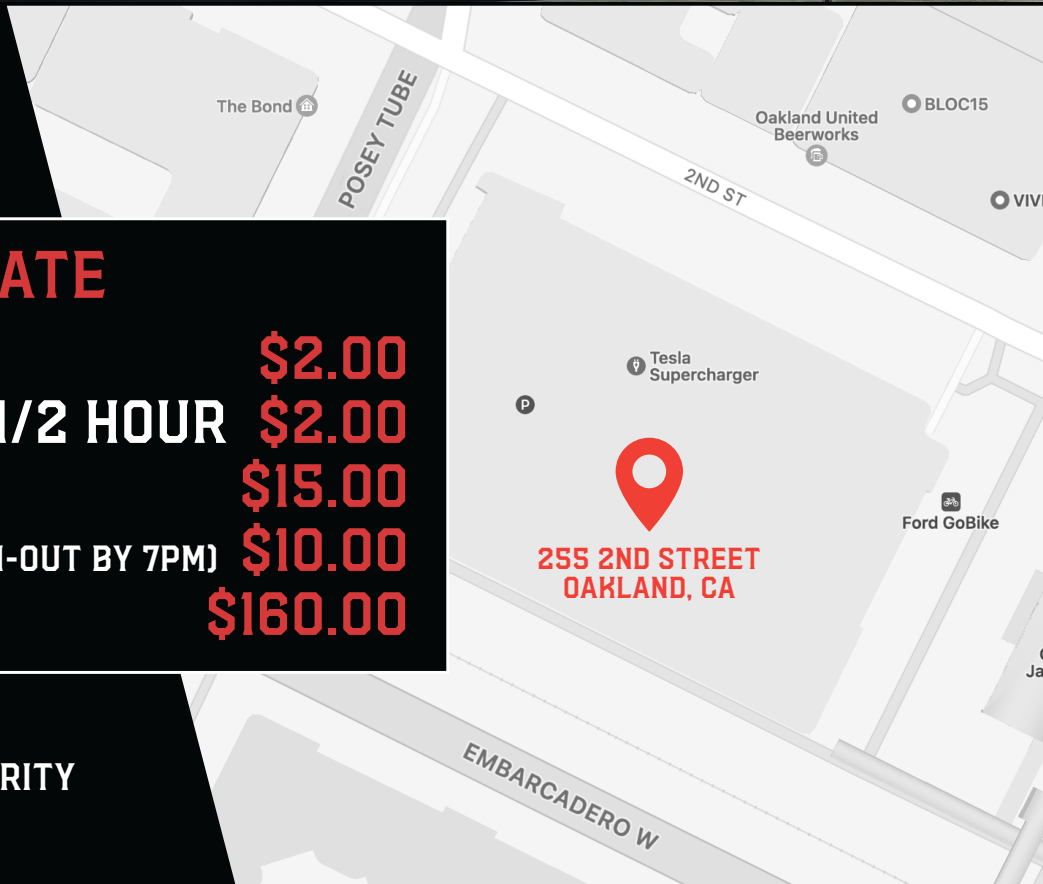 The Bond
POSEY TUBE
Oakland United
Beerworks
BLOC15
2ND ST
VIVE
ATE
$2.00
1/2 HOUR $2.00
$15.00
-OUT BY 7PM) $10.00
$160.00
Tesla
Supercharger
P
255 2ND STREET
OAKLAND, CA
Ford GoBike
Ja
EMBARCADERO W
RITY